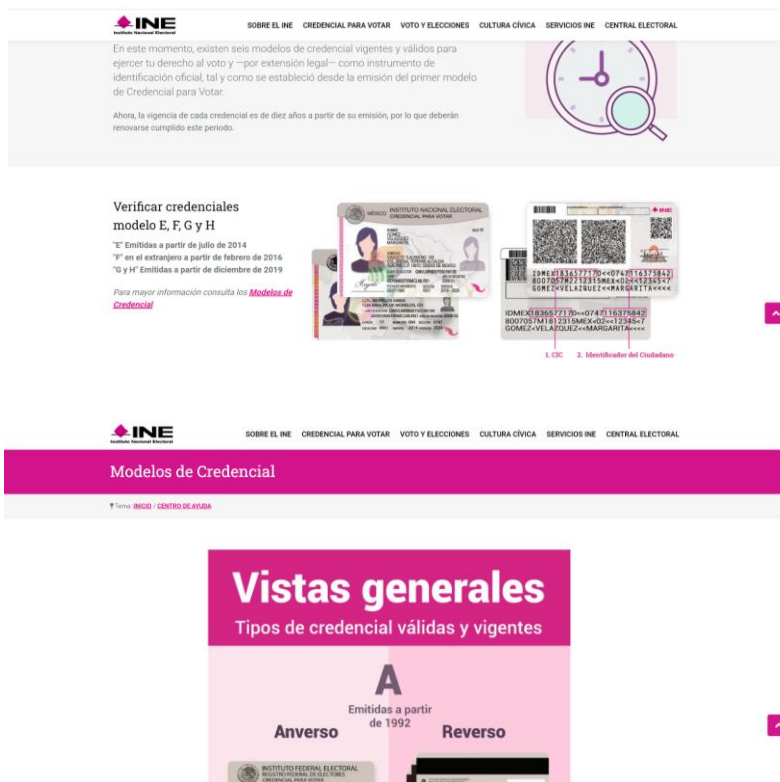 INE
Instituto Nacional Electoral
SOBRE EL INE CREDENCIAL PARA VOTAR VOTO Y ELECCIONES CULTURA CÍVICA SERVICIOS INE CENTRAL ELECTORAL
En este momento, existen seis modelos de credencial vigentes y válidos para
ejercer tu derecho al voto y —por extensión legal— como instrumento de
identificación oficial, tal y como se estableció desde la emisión del primer modelo
de Credencial para Votar.
Ahora, la vigencia de cada credencial es de diez años a partir de su emisión, por lo que deberán
renovarse cumplido este periodo.
Verificar credenciales
modelo E, F, G y H
"E" Emitidas a partir de julio de 2014
"F" en el extranjero a partir de febrero de 2016
"G y H" Emitidas a partir de diciembre de 2019
Para mayor información consulta los Modelos de
Credencial
MÉXICO INSTITUTO NACIONAL ELECTORAL
CREDENCIAL PARA VOTAR
GOMEZ
VELAZQUEZ
MARGARITA
INE
IDMEX1836577170<<0747116375842
8007057M2212315MEX<02<<12345<7
GOMEZ<VELAZQUEZ<<MARGARITA<<<<
IDMEX1836577170<<0747116375842
8007057M1812315MEX<02<<12345<7
GOMEZ<VELAZQUEZ<<MARGARITA<<<<
1. CIC 2. Identificador del Ciudadano
INE
Instituto Nacional Electoral
SOBRE EL INE CREDENCIAL PARA VOTAR VOTO Y ELECCIONES CULTURA CÍVICA SERVICIOS INE CENTRAL ELECTORAL
Modelos de Credencial
Tema: INICIO / CENTRO DE AYUDA
Vistas generales
Tipos de credencial válidas y vigentes
A
Emitidas a partir
de 1992
Anverso Reverso
INSTITUTO FEDERAL ELECTORAL
REGISTRO FEDERAL DE ELECTORES
CREDENCIAL PARA VOTAR